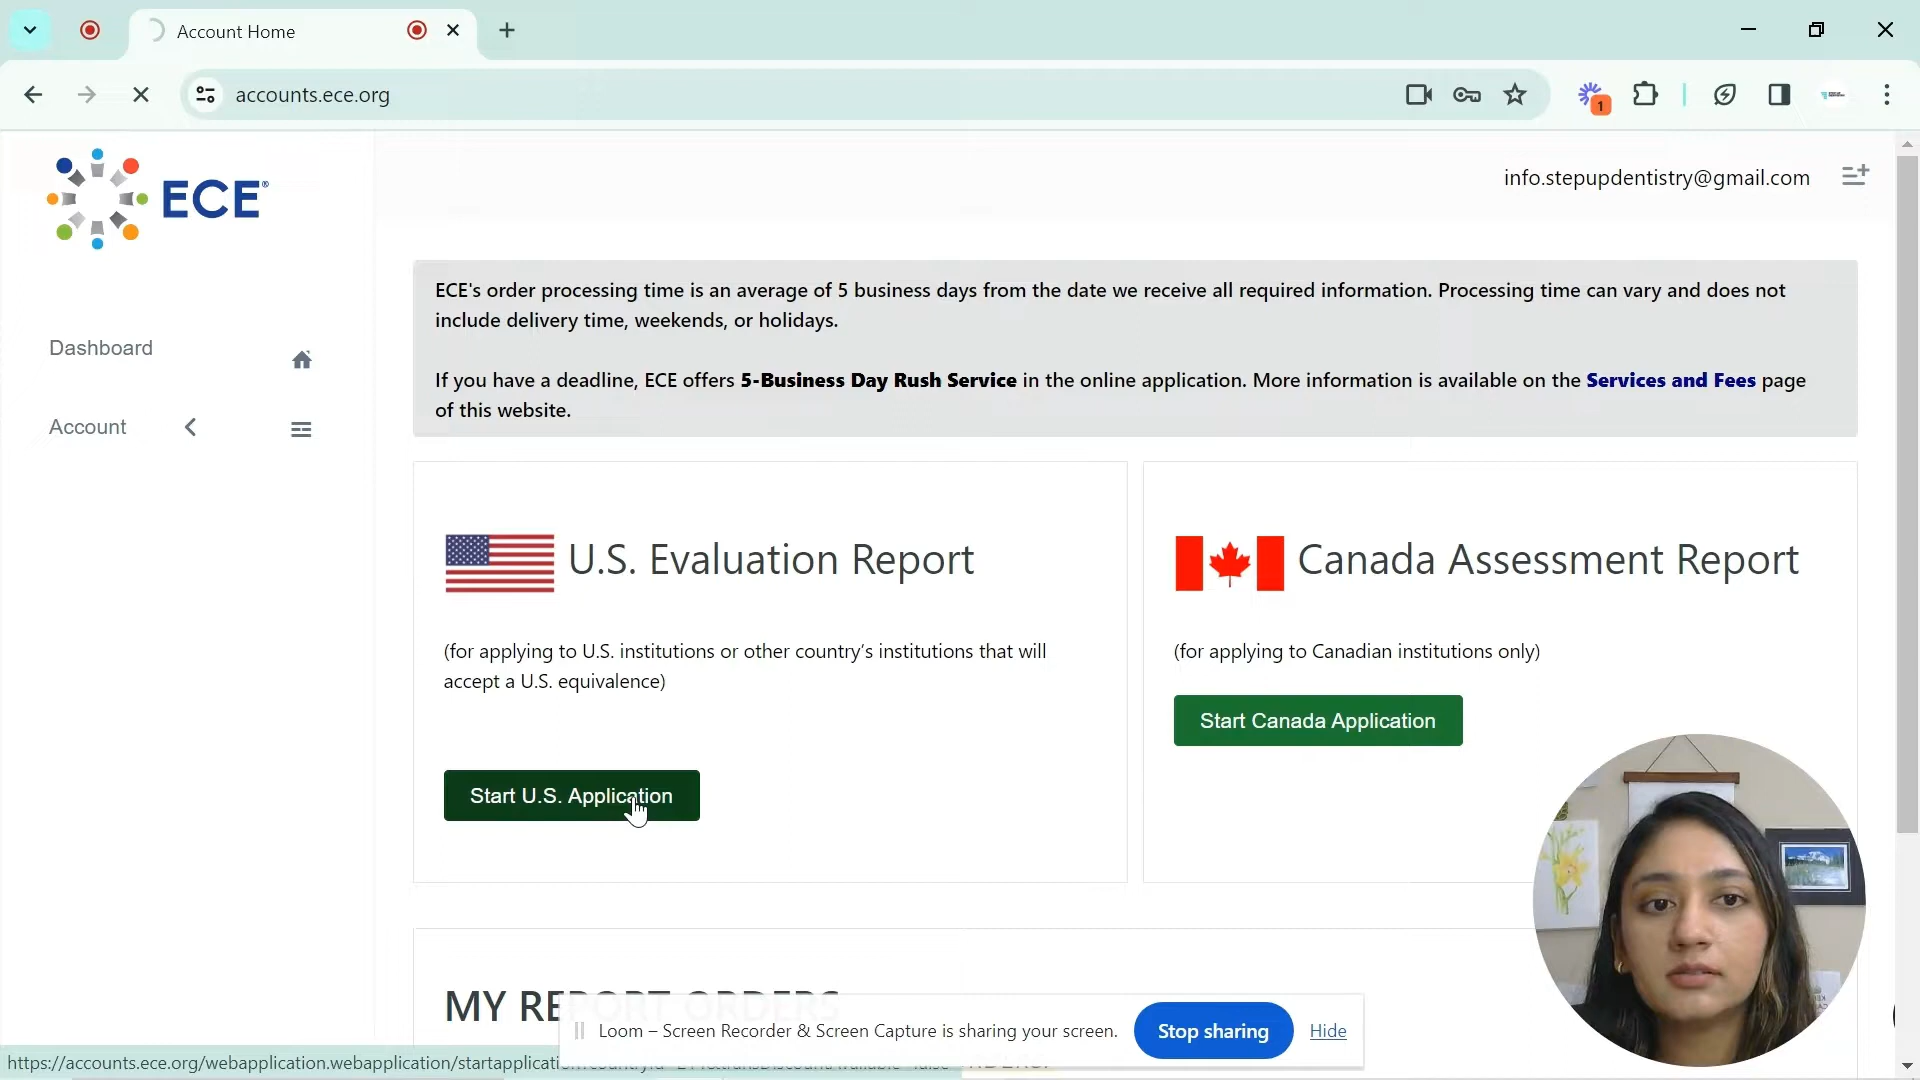 Account Home
accounts.ece.org
1
ECE®
info.stepupdentistry@gmail.com
ECE's order processing time is an average of 5 business days from the date we receive all required information. Processing time can vary and does not
include delivery time, weekends, or holidays.
If you have a deadline, ECE offers 5-Business Day Rush Service in the online application. More information is available on the Services and Fees page
of this website.
Dashboard
Account
U.S. Evaluation Report
(for applying to U.S. institutions or other country's institutions that will
accept a U.S. equivalence)
Start U.S. Application
Canada Assessment Report
(for applying to Canadian institutions only)
Start Canada Application
MY REPORT ORDERS
Loom – Screen Recorder & Screen Capture is sharing your screen.
Stop sharing
Hide
https://accounts.ece.org/webapplication.webapplication/startapplicati